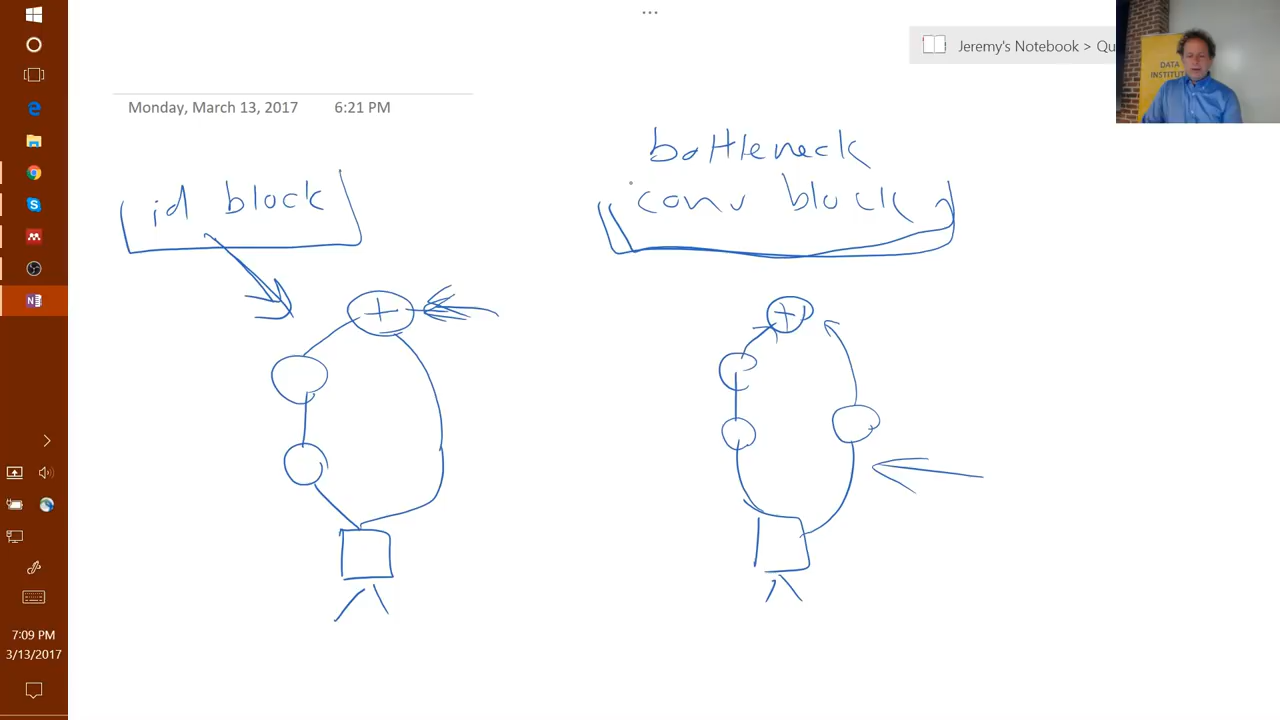 Jeremy's Notebook > Qu
DATA
INSTITU
Monday, March 13, 2017 6:21 PM
bottleneck
id block
conv block
7:09 PM
3/13/2017